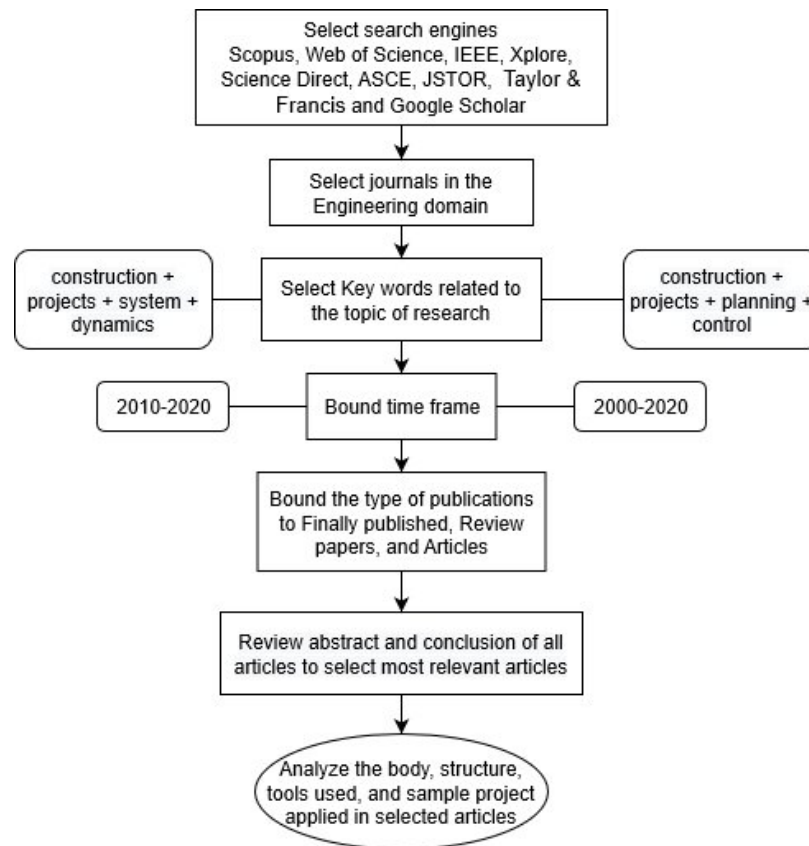 Select search engines
Scopus, Web of Science, IEEE, Xplore,
Science Direct, ASCE, JSTOR, Taylor &
Francis and Google Scholar
Select journals in the
Engineering domain
construction +
projects + system +
dynamics
Select Key words related to
the topic of research
construction +
projects + planning +
control
2010-2020
Bound time frame
2000-2020
Bound the type of publications
to Finally published, Review
papers, and Articles
Review abstract and conclusion of all
articles to select most relevant articles
Analyze the body, structure,
tools used, and sample project
applied in selected articles